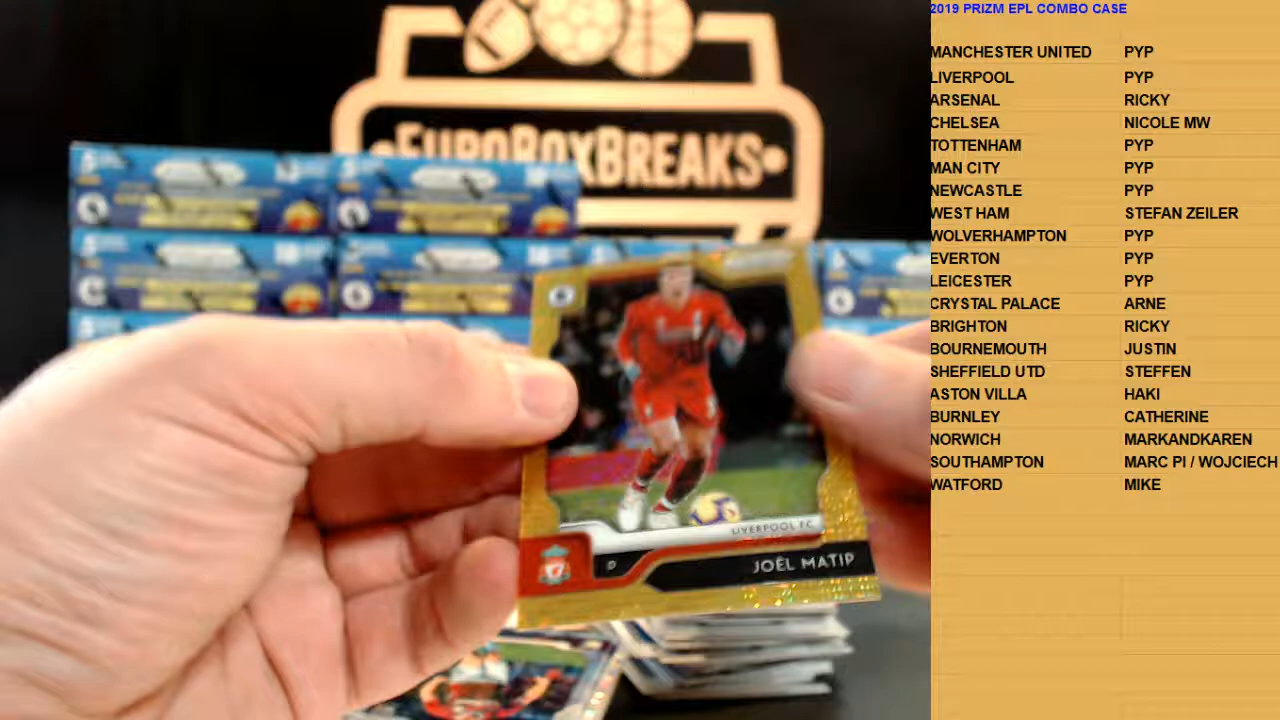 2019 PRIZM EPL COMBO CASE
MANCHESTER UNITED PYP
LIVERPOOL PYP
ARSENAL RICKY
CHELSEA NICOLE MW
TOTTENHAM PYP
MAN CITY PYP
NEWCASTLE PYP
WEST HAM STEFAN ZEILER
WOLVERHAMPTON PYP
EVERTON PYP
LEICESTER PYP
CRYSTAL PALACE ARNE
BRIGHTON RICKY
BOURNEMOUTH JUSTIN
SHEFFIELD UTD STEFFEN
ASTON VILLA HAKI
BURNLEY CATHERINE
NORWICH MARKANDKAREN
SOUTHAMPTON MARC PI / WOJCIECH
WATFORD MIKE
EUROBOXBREAKS
LIVERPOOL FC
D JOËL MATIP